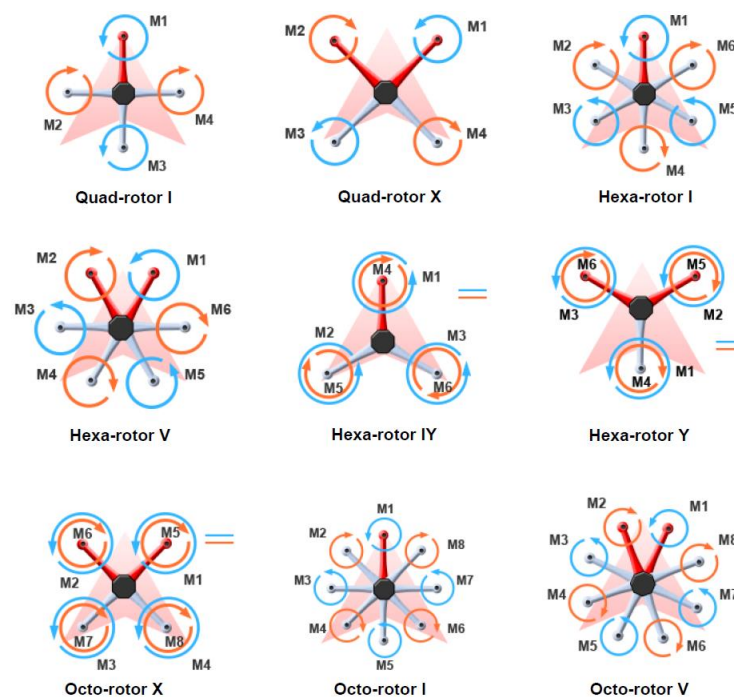 M1
M2
M4
M3
Quad-rotor I
M2
M1
M3
M4
Quad-rotor X
M1
M2
M6
M3
M5
M4
Hexa-rotor I
M2
M1
M3
M6
M4
M5
Hexa-rotor V
M4
M1
M2
M3
M5
M6
Hexa-rotor IY
M6
M5
M3
M2
M4
M1
Hexa-rotor Y
M6
M5
M2
M1
M7
M8
M3
M4
Octo-rotor X
M1
M2
M8
M3
M7
M4
M6
M5
Octo-rotor I
M2
M1
M3
M8
M4
M7
M5
M6
Octo-rotor V